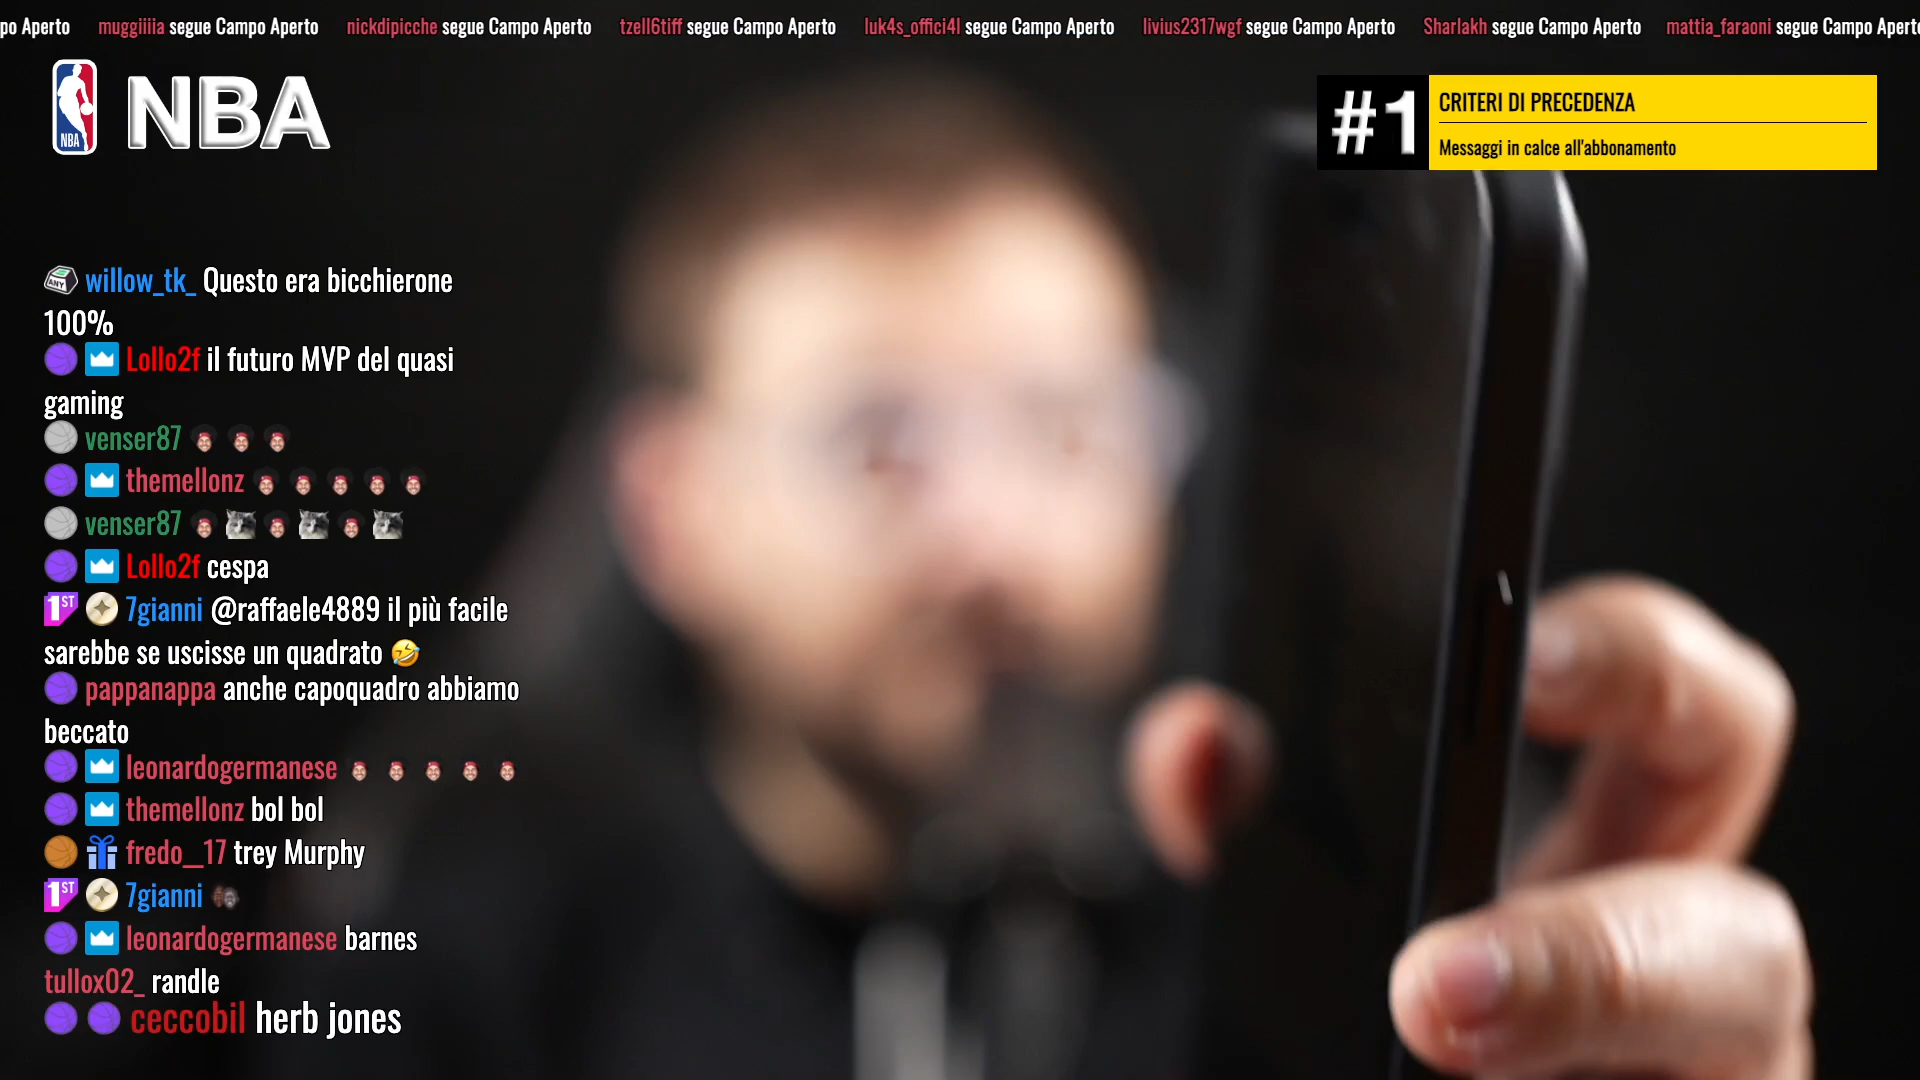 po Aperto muggiiiia segue Campo Aperto nickdipicche segue Campo Aperto tzell6tiff segue Campo Aperto luk4s_offici4l segue Campo Aperto livius2317wgf segue Campo Aperto Sharlakh segue Campo Aperto mattia_faraoni segue Campo Aperto
NBA NBA
#1 CRITERI DI PRECEDENZA
Messaggi in calce all'abbonamento
ANY willow_tk_ Questo era bicchierone
100%
Lollo2f il futuro MVP del quasi
gaming
venser87
themellonz
venser87
Lollo2f cespa
1ST 7gianni @raffaele4889 il più facile
sarebbe se uscisse un quadrato 🤣
pappanappa anche capoquadro abbiamo
beccato
leonardogermanese
themellonz bol bol
fredo__17 trey Murphy
1ST 7gianni
leonardogermanese barnes
tullox02_ randle
ceccobil herb jones